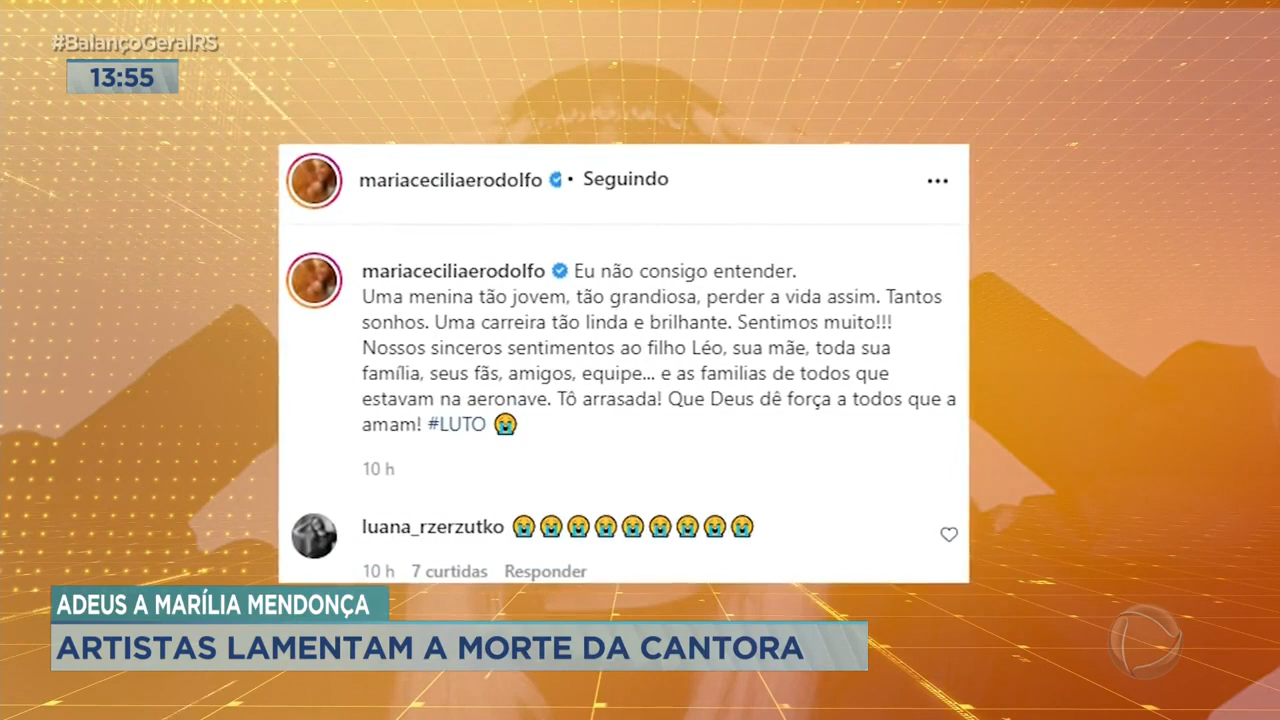 #BalançoGeralRS
13:55
mariaceciliaerodolfo • Seguindo
mariaceciliaerodolfo Eu não consigo entender.
Uma menina tão jovem, tão grandiosa, perder a vida assim. Tantos
sonhos. Uma carreira tão linda e brilhante. Sentimos muito!!!
Nossos sinceros sentimentos ao filho Léo, sua mãe, toda sua
família, seus fãs, amigos, equipe... e as familias de todos que
estavam na aeronave. Tô arrasada! Que Deus dê força a todos que a
amam! #LUTO 😭
10 h
luana_rzerzutko 😭😭😭😭😭😭😭😭😭
10 h 7 curtidas Responder
ADEUS A MARÍLIA MENDONÇA
ARTISTAS LAMENTAM A MORTE DA CANTORA